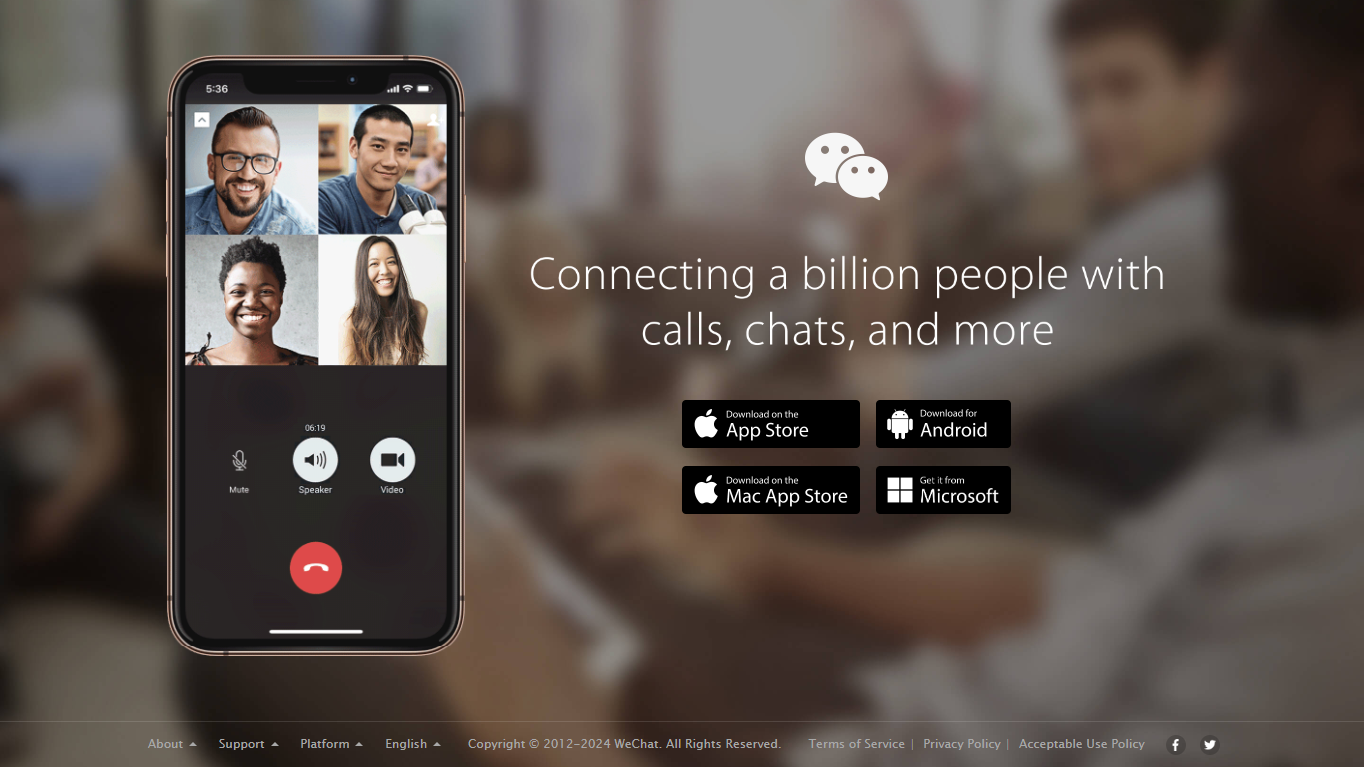 5:36
06:19
Mute
Speaker
Video
Connecting a billion people with
calls, chats, and more
Download on the
App Store
Download for
Android
Download on the
Mac App Store
Get it from
Microsoft
About Support Platform English Copyright © 2012-2024 WeChat. All Rights Reserved. Terms of Service | Privacy Policy | Acceptable Use Policy